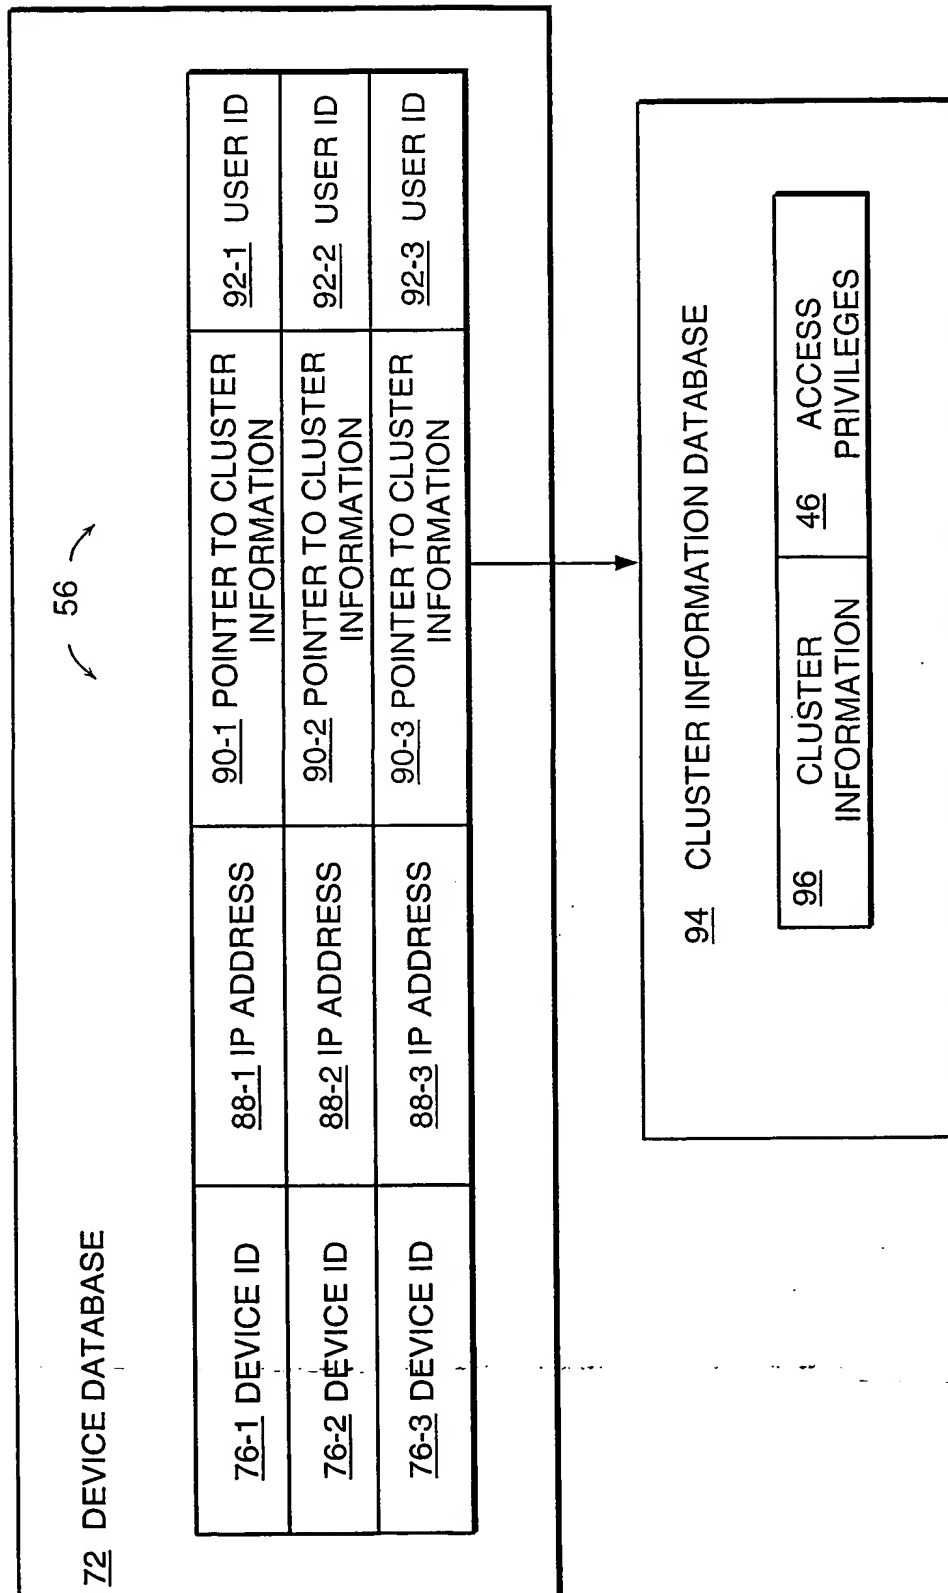 72 DEVICE DATABASE
56
76-1 DEVICE ID
88-1 IP ADDRESS
90-1 POINTER TO CLUSTER
INFORMATION
92-1 USER ID
76-2 DEVICE ID
88-2 IP ADDRESS
90-2 POINTER TO CLUSTER
INFORMATION
92-2 USER ID
76-3 DEVICE ID
88-3 IP ADDRESS
90-3 POINTER TO CLUSTER
INFORMATION
92-3 USER ID
94 CLUSTER INFORMATION DATABASE
96 CLUSTER
INFORMATION
46 ACCESS
PRIVILEGES